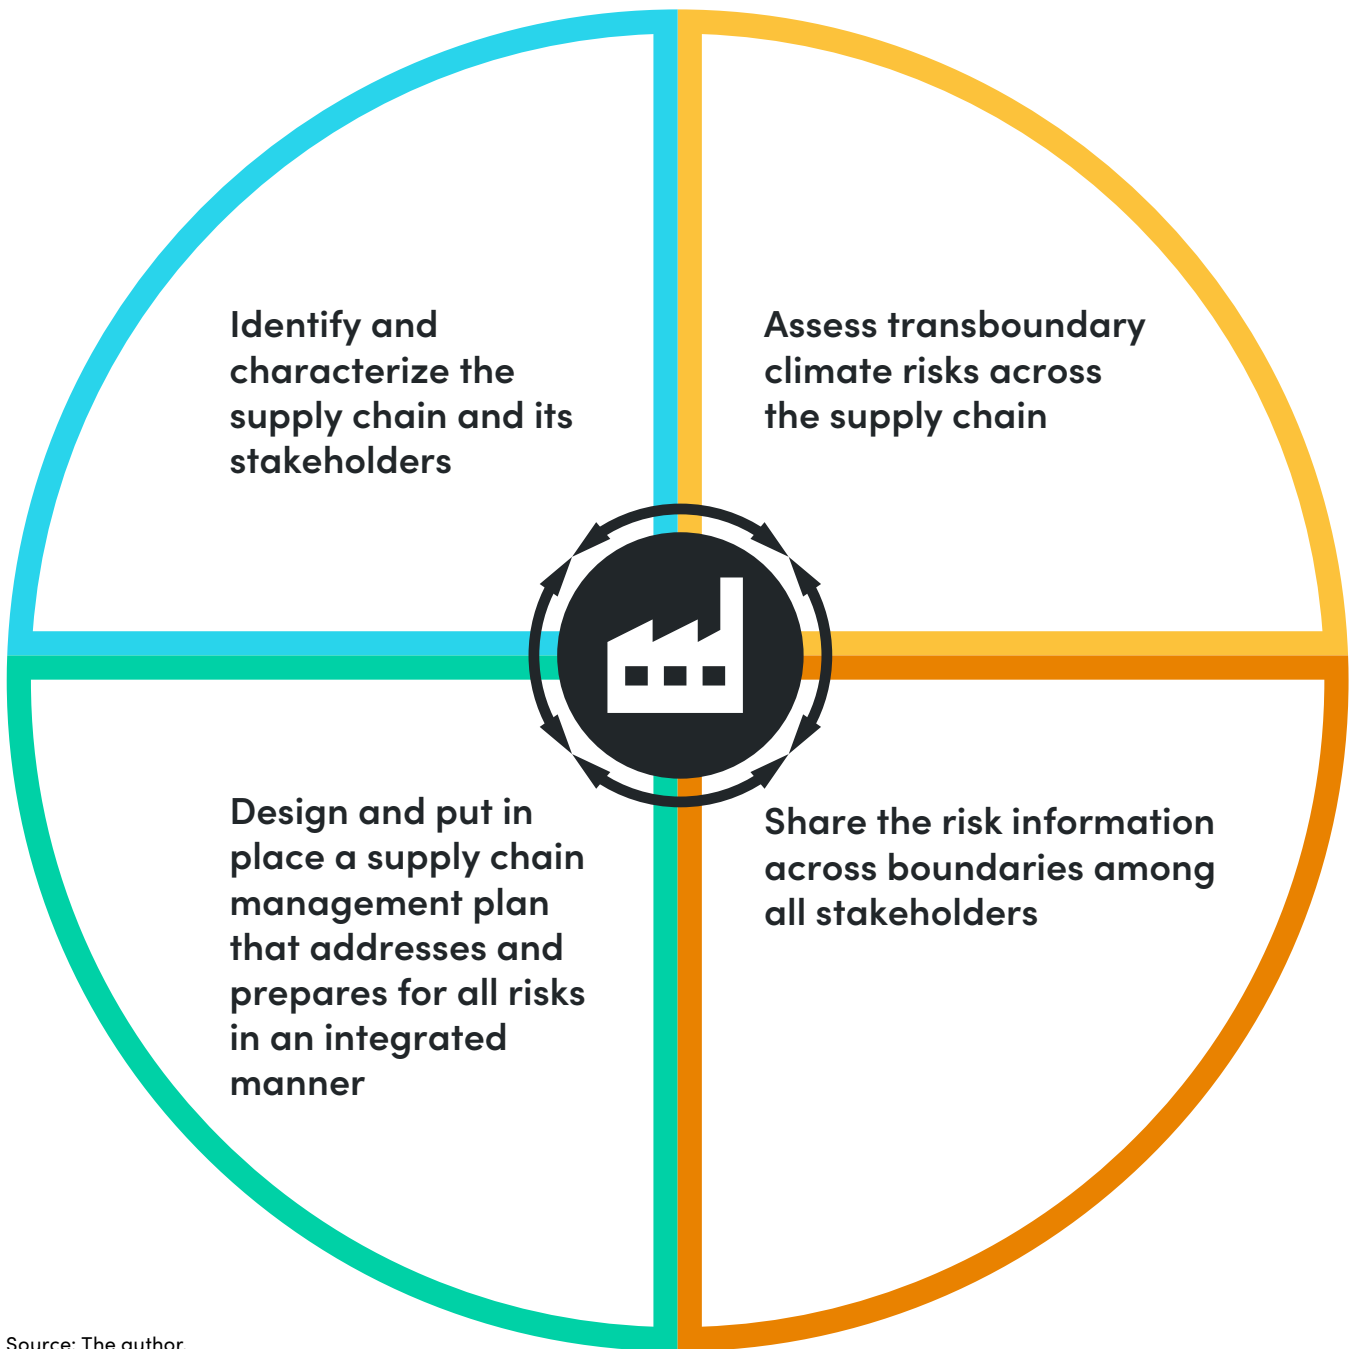 Identify and
characterize the
supply chain and its
stakeholders
Assess transboundary
climate risks across
the supply chain
Design and put in
place a supply chain
management plan
that addresses and
prepares for all risks
in an integrated
manner
Share the risk information
across boundaries among
all stakeholders
Source: The author.